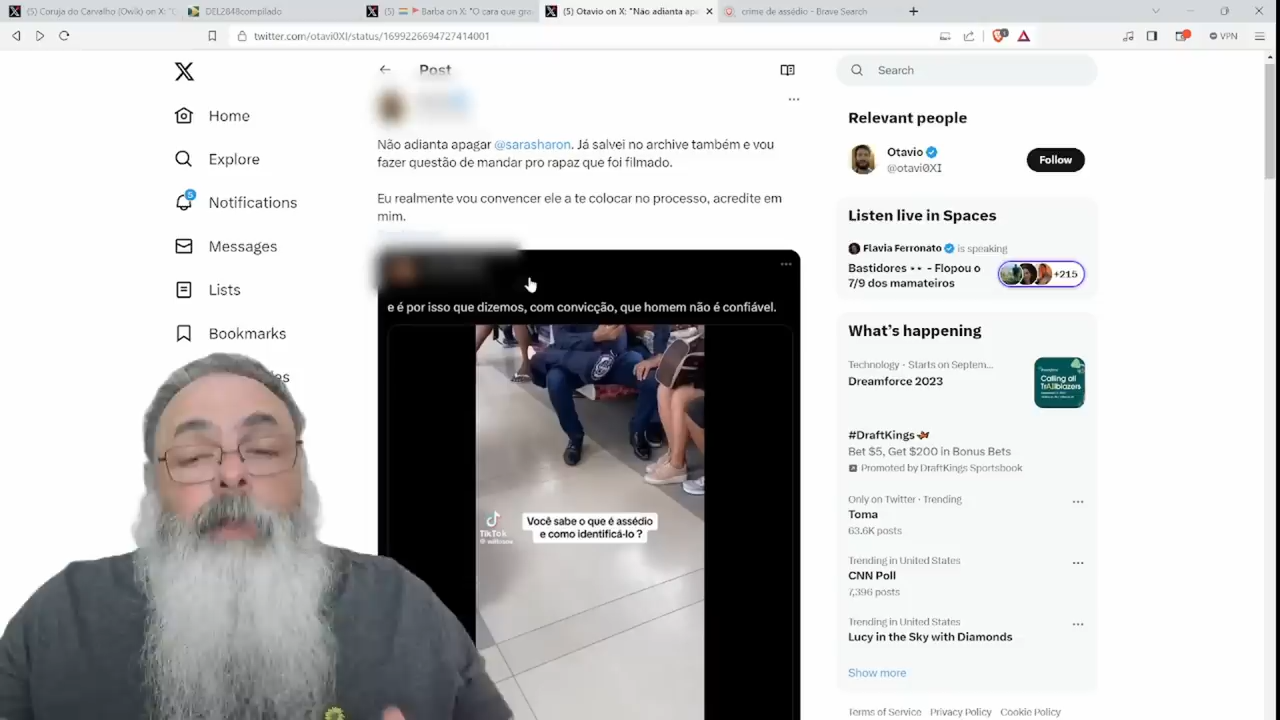 (5) Coruja do Carvalho (Owik) on X: "C
DEL2848compilado
(5) Barba on X: "O cara que gra
(5) Otavio on X: "Não adianta apa
crime de assédio - Brave Search
twitter.com/otavi0XI/status/1699226694727414001
VPN
Home
Explore
5
Notifications
Messages
Lists
Bookmarks
Post
Não adianta apagar @sarasharon. Já salvei no archive também e vou
fazer questão de mandar pro rapaz que foi filmado.
Eu realmente vou convencer ele a te colocar no processo, acredite em
mim.
e é por isso que dizemos, com convicção, que homem não é confiável.
Você sabe o que é assédio
e como identificá-lo ?
TikTok
Search
Relevant people
Otavio
@otavi0XI
Follow
Listen live in Spaces
Flavia Ferronato is speaking
Bastidores 👀 - Flopou o
7/9 dos mamateiros
+215
What's happening
Technology · Starts on Septem...
Dreamforce 2023
Calling all
Trailblazers
#DraftKings
Bet $5, Get $200 in Bonus Bets
Promoted by DraftKings Sportsbook
Only on Twitter · Trending
Toma
63.6K posts
Trending in United States
CNN Poll
7,396 posts
Trending in United States
Lucy in the Sky with Diamonds
Show more
Terms of Service Privacy Policy Cookie Policy